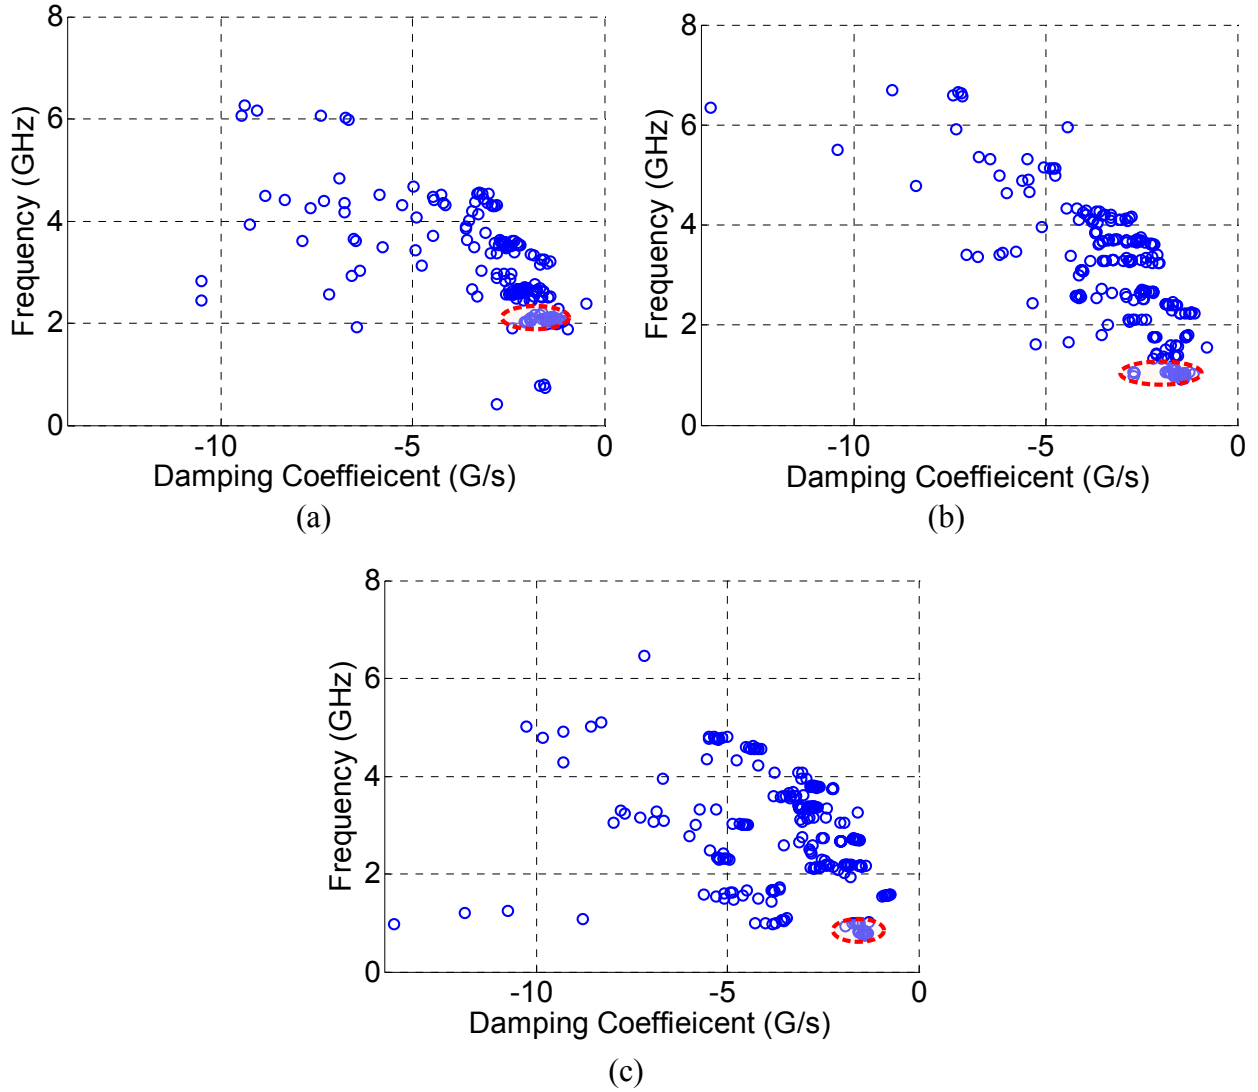 8
6
4
2
0
-10
-5
0
Frequency (GHz)
Damping Coeffieicent (G/s)
(a)
8
6
4
2
0
-10
-5
0
Frequency (GHz)
Damping Coeffieicent (G/s)
(b)
8
6
4
2
0
-10
-5
0
Frequency (GHz)
Damping Coeffieicent (G/s)
(c)